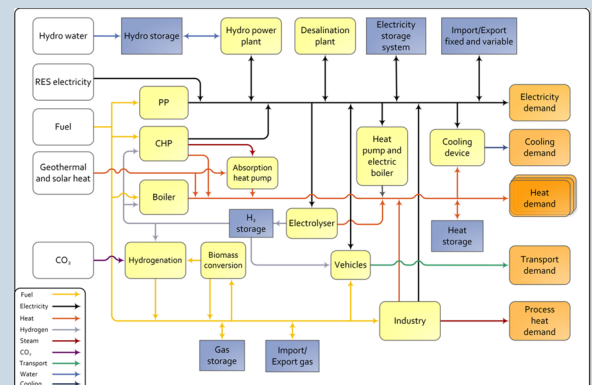 Hydro water
Hydro storage
Hydro power
plant
Desalination
plant
Electricity
storage
system
Import/Export
fixed and variable
RES electricity
PP
Electricity
demand
Fuel
CHP
Heat
pump and
electric
boiler
Cooling
device
Cooling
demand
Geothermal
and solar heat
Absorption
heat pump
Boiler
Heat
demand
H₂
storage
Electrolyser
Heat
storage
CO₂
Hydrogenation
Biomass
conversion
Vehicles
Transport
demand
Industry
Process
heat
demand
Gas
storage
Import/
Export gas
Fuel
Electricity
Heat
Hydrogen
Steam
CO₂
Transport
Water
Cooling